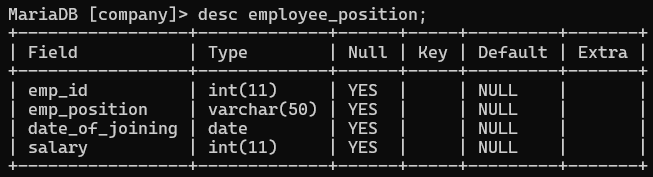 MariaDB [company]> desc employee_position;
+-----------------+-------------+------+-----+---------+-------+
| Field           | Type        | Null | Key | Default | Extra |
+-----------------+-------------+------+-----+---------+-------+
| emp_id          | int(11)     | YES  |     | NULL    |       |
| emp_position    | varchar(50) | YES  |     | NULL    |       |
| date_of_joining | date        | YES  |     | NULL    |       |
| salary          | int(11)     | YES  |     | NULL    |       |
+-----------------+-------------+------+-----+---------+-------+